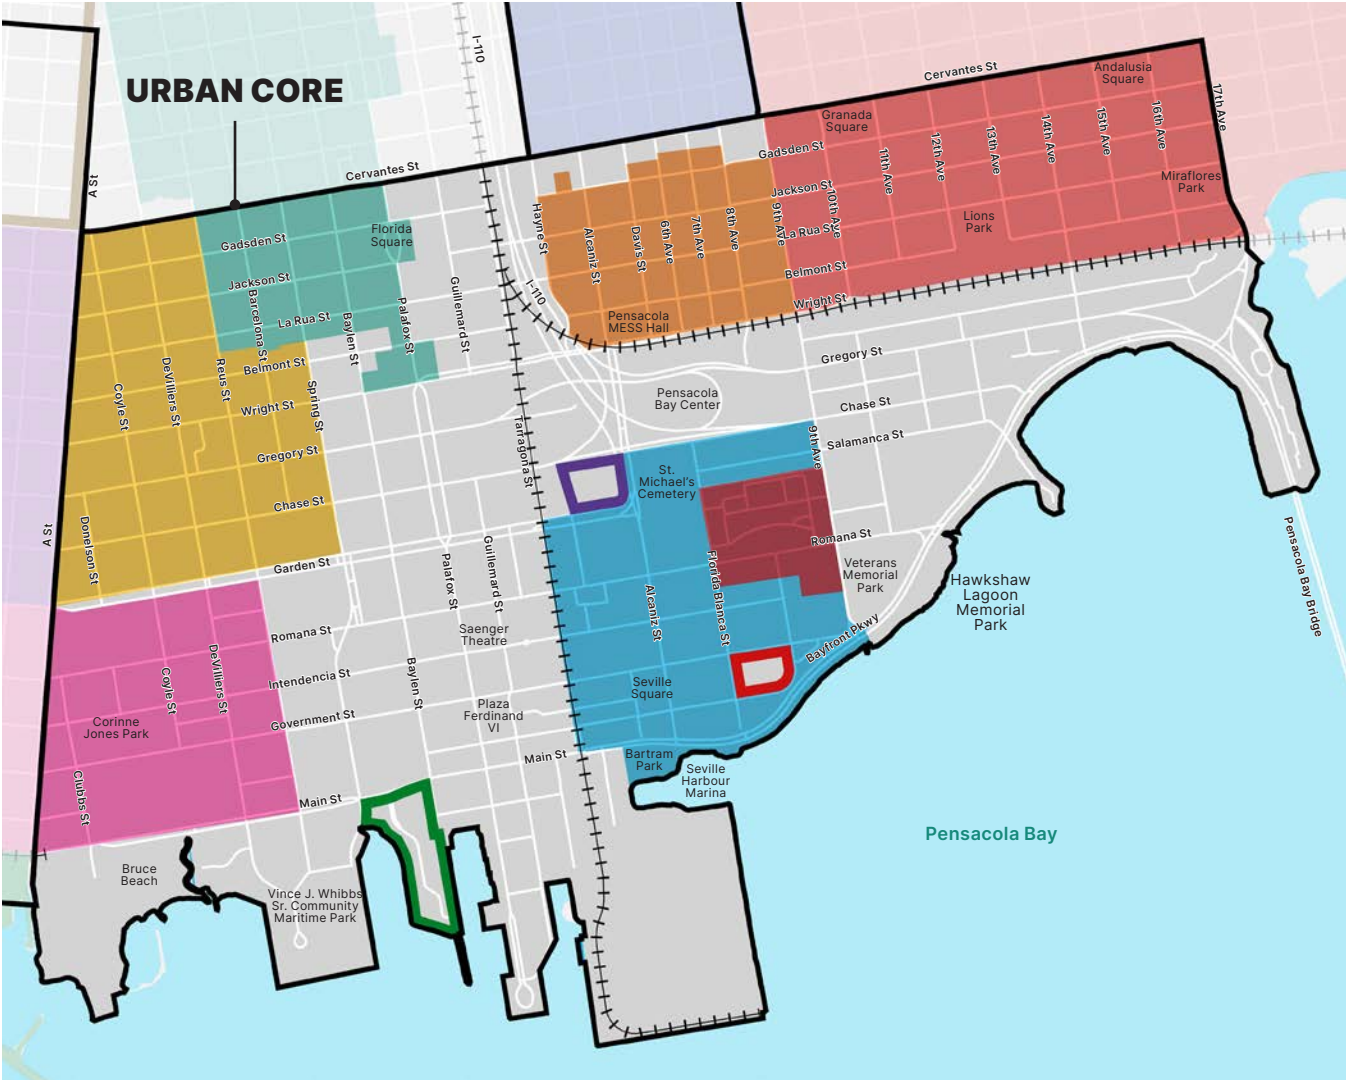 I-110
URBAN CORE
Cervantes St
Andalusia
Square
17th Ave
16th Ave
15th Ave
14th Ave
13th Ave
12th Ave
11th Ave
Granada
Square
Gadsden St
Cervantes St
A St
Miraflores
Park
Jackson St
10th Ave
9th Ave
8th Ave
7th Ave
6th Ave
Davis St
Alcaniz St
Hayne St
Lions
Park
La Rua St
Florida
Square
Gadsden St
Belmont St
Jackson St
I-110
Wright St
Barcelona St
La Rua St
Baylen St
Palafox St
Guillemard St
Pensacola
MESS Hall
Gregory St
Belmont St
Reus St
DeVilliers St
Coyle St
Spring St
Wright St
Pensacola
Bay Center
Chase St
Salamanca St
9th Ave
Tarragona St
Gregory St
St.
Michael's
Cemetery
Chase St
A St
Donelson St
Romana St
Pensacola Bay Bridge
Garden St
Palafox St
Guillemard St
Alcaniz St
Florida Blanca St
Veterans
Memorial
Park
Hawkshaw
Lagoon
Memorial
Park
Romana St
Saenger
Theatre
Bayfront Pkwy
Coyle St
DeVilliers St
Intendencia St
Baylen St
Seville
Square
Corinne
Jones Park
Government St
Plaza
Ferdinand
VI
Main St
Bartram
Park
Seville
Harbour
Marina
Clubbs St
Main St
Pensacola Bay
Bruce
Beach
Vince J. Whibbs
Sr. Community
Maritime Park